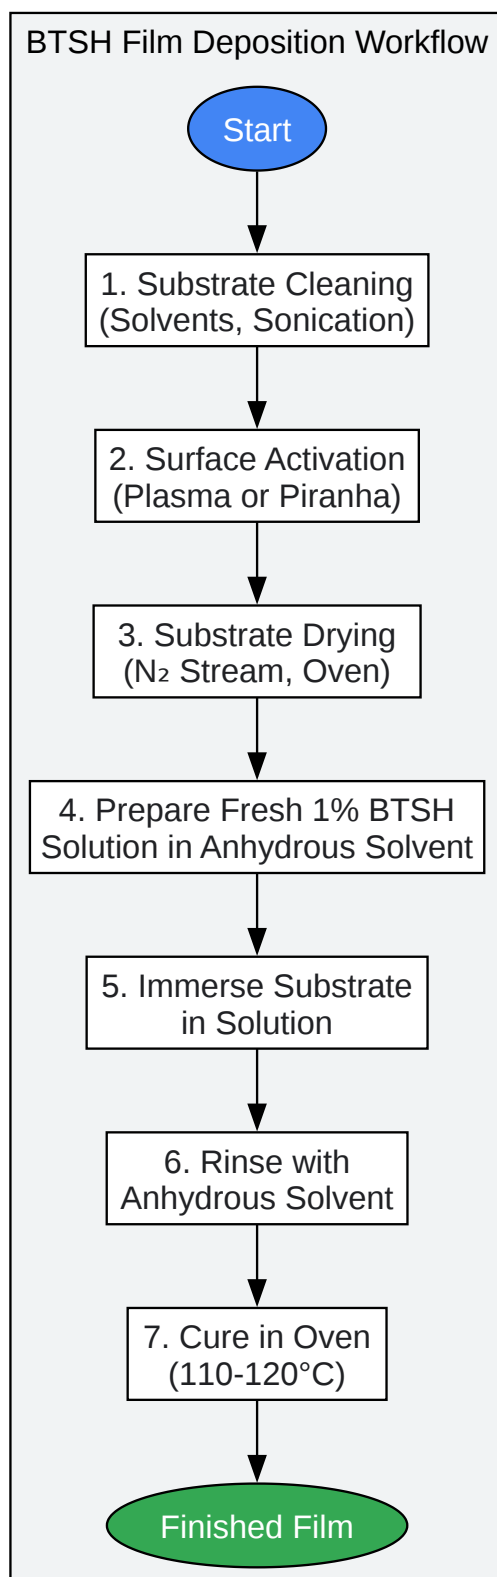 BTSH Film Deposition Workflow
Start
1. Substrate Cleaning
(Solvents, Sonication)
2. Surface Activation
(Plasma or Piranha)
3. Substrate Drying
(N₂ Stream, Oven)
4. Prepare Fresh 1% BTSH
Solution in Anhydrous Solvent
5. Immerse Substrate
in Solution
6. Rinse with
Anhydrous Solvent
7. Cure in Oven
(110-120°C)
Finished Film